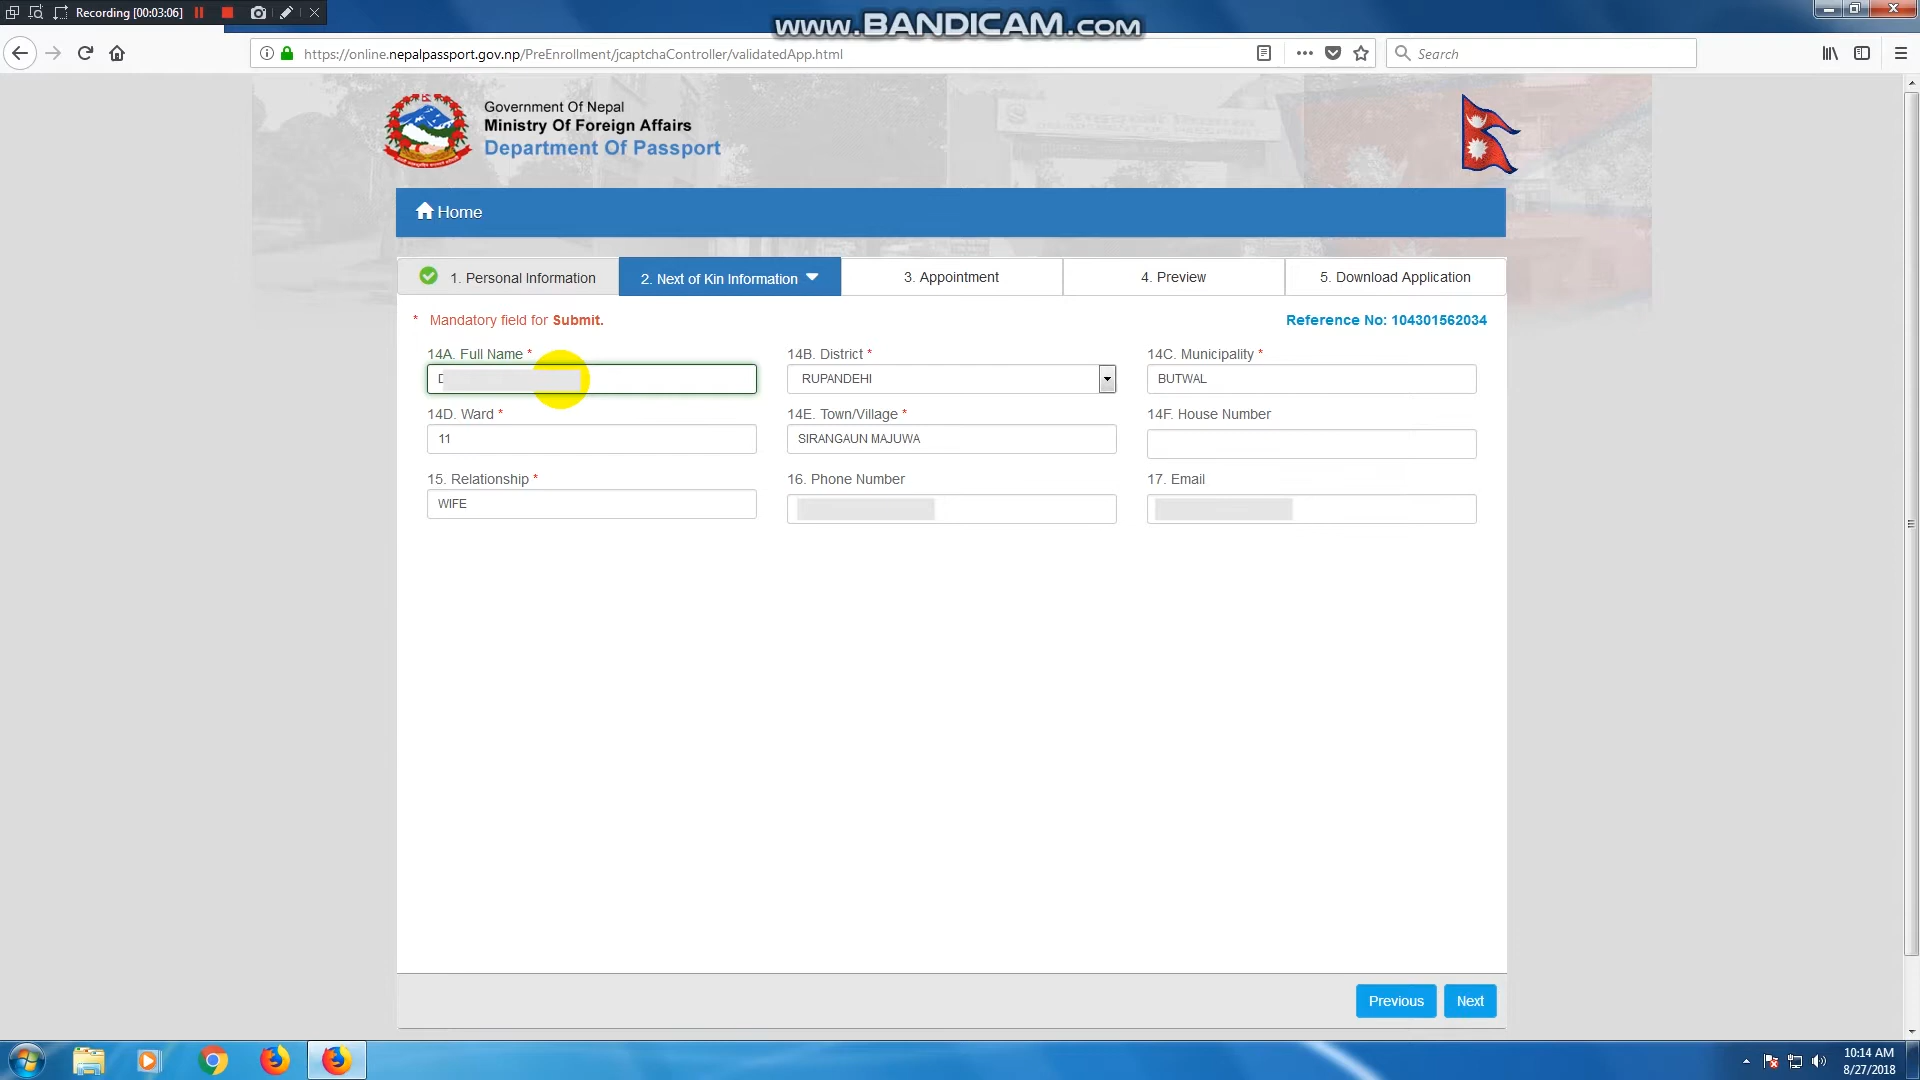 Recording [00:03:06]
www.BANDICAM.com
https://online.nepalpassport.gov.np/PreEnrollment/jcaptchaController/validatedApp.html
Search
Government Of Nepal
Ministry Of Foreign Affairs
Department Of Passport
Home
1. Personal Information
2. Next of Kin Information
3. Appointment
4. Preview
5. Download Application
* Mandatory field for Submit.
Reference No: 104301562034
14A. Full Name *
14B. District *
14C. Municipality *
RUPANDEHI
BUTWAL
14D. Ward *
14E. Town/Village *
14F. House Number
11
SIRANGAUN MAJUWA
15. Relationship *
16. Phone Number
17. Email
WIFE
Previous
Next
10:14 AM
8/27/2018